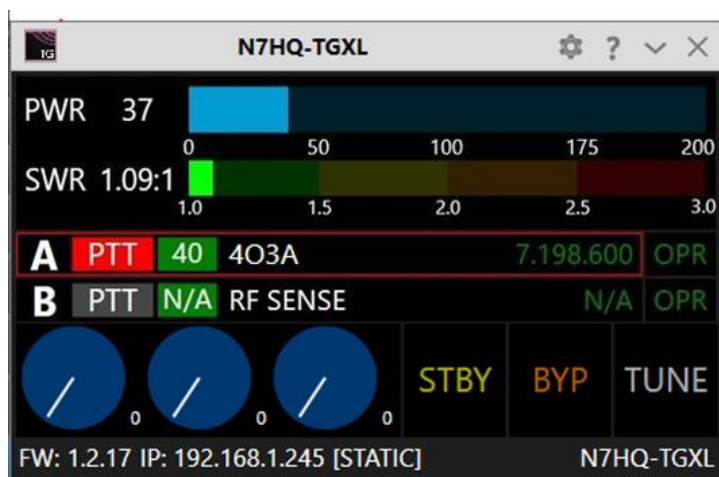 TG N7HQ-TGXL ?
PWR 37
0 50 100 175 200
SWR 1.09:1
1.0 1.5 2.0 2.5 3.0
A PTT 40 4O3A 7.198.600 OPR
B PTT N/A RF SENSE N/A OPR
0 0 0 STBY BYP TUNE
FW: 1.2.17 IP: 192.168.1.245 [STATIC] N7HQ-TGXL